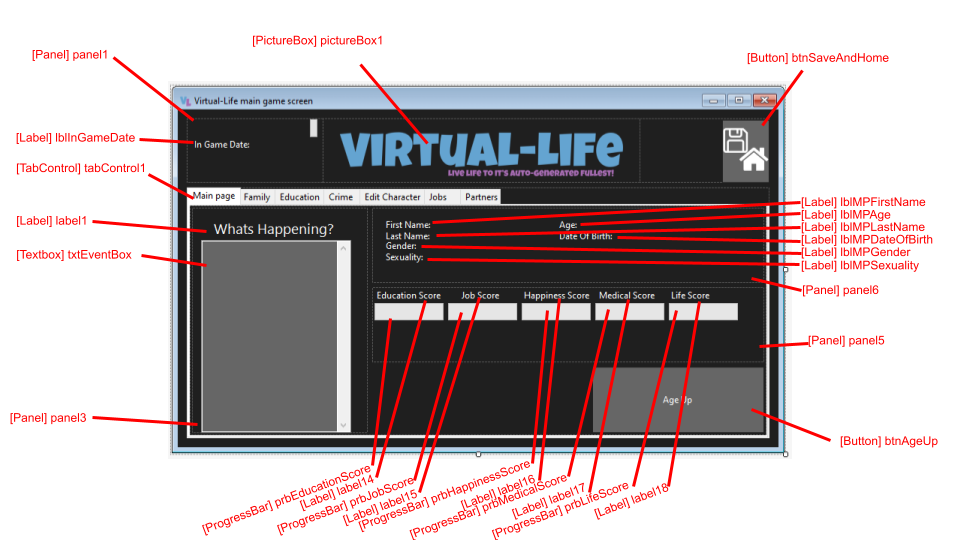 [PictureBox] pictureBox1
[Panel] panel1
[Button] btnSaveAndHome
Virtual-Life main game screen
[Label] lblInGameDate
In Game Date:
VIRTUAL-LIFE
LIVE LIFE TO IT'S AUTO-GENERATED FULLEST!
[TabControl] tabControl1
Main page Family Education Crime Edit Character Jobs Partners
[Label] label1
Whats Happening?
[Textbox] txtEventBox
First Name:
Last Name:
Gender:
Sexuality:
Age:
Date Of Birth:
[Label] lblMPFirstName
[Label] lblMPAge
[Label] lblMPLastName
[Label] lblMPDateOfBirth
[Label] lblMPGender
[Label] lblMPSexuality
[Panel] panel6
Education Score Job Score Happiness Score Medical Score Life Score
[Panel] panel5
Age Up
[Panel] panel3
[Button] btnAgeUp
[ProgressBar] prbEducationScore
[Label] label14
[ProgressBar] prbJobScore
[Label] label15
[ProgressBar] prbHappinessScore
[Label] label16
[ProgressBar] prbMedicalScore
[Label] label17
[ProgressBar] prbLifeScore
[Label] label18